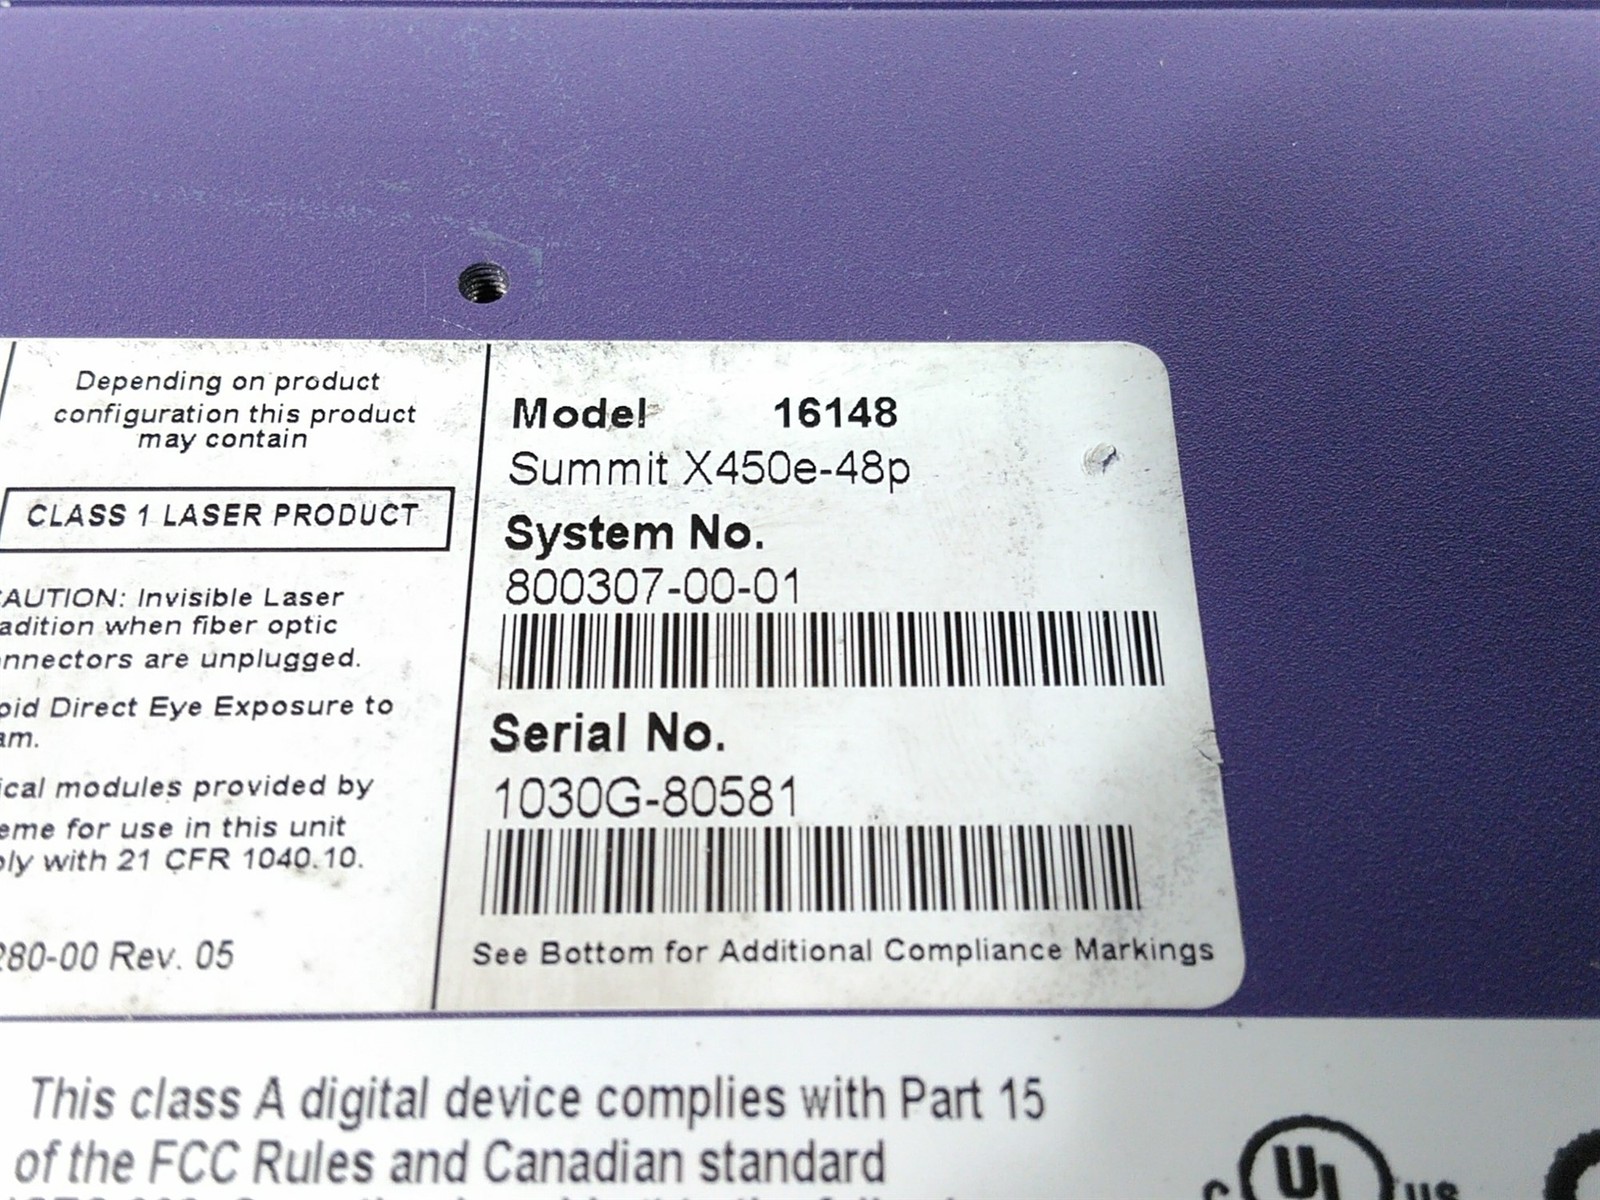 Depending on product
configuration this product
may contain
CLASS 1 LASER PRODUCT
CAUTION: Invisible Laser
adition when fiber optic
nnectors are unplugged.
oid Direct Eye Exposure to
am.
ical modules provided by
eme for use in this unit
ply with 21 CFR 1040.10.
280-00 Rev. 05
Model 16148
Summit X450e-48p
System No.
800307-00-01
Serial No.
1030G-80581
See Bottom for Additional Compliance Markings
This class A digital device complies with Part 15
of the FCC Rules and Canadian standard
C UL US